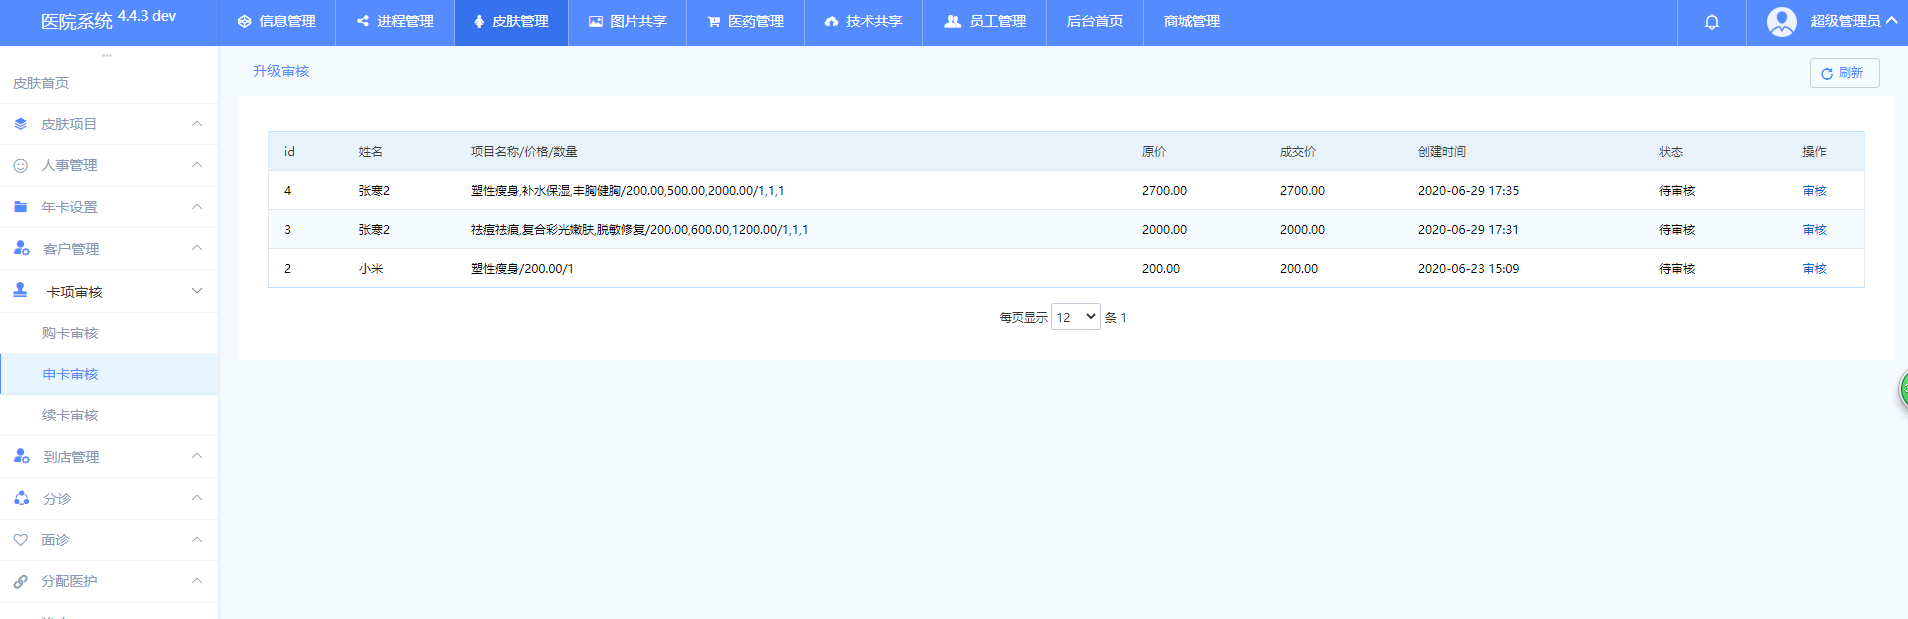 医院系统 4.4.3 dev
信息管理
进程管理
皮肤管理
图片共享
医药管理
技术共享
员工管理
后台首页
商城管理
超级管理员
皮肤首页
皮肤项目
人事管理
年卡设置
客户管理
卡项审核
购卡审核
申卡审核
续卡审核
到店管理
分诊
面诊
分配医护
升级审核
刷新
id 姓名 项目名称/价格/数量 原价 成交价 创建时间 状态 操作
4 张寒2 塑性瘦身,补水保湿,丰胸健胸/200.00,500.00,2000.00/1,1,1 2700.00 2700.00 2020-06-29 17:35 待审核 审核
3 张寒2 祛痘祛痕,复合彩光嫩肤,脱敏修复/200.00,600.00,1200.00/1,1,1 2000.00 2000.00 2020-06-29 17:31 待审核 审核
2 小米 塑性瘦身/200.00/1 200.00 200.00 2020-06-23 15:09 待审核 审核
每页显示 12 条 1